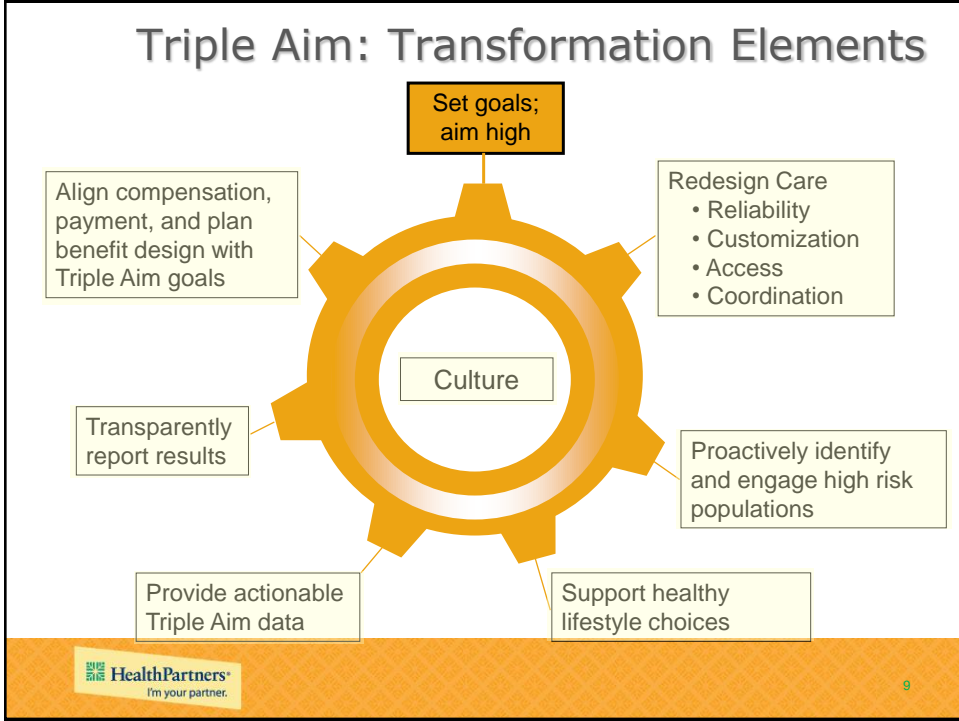 Triple Aim: Transformation Elements
Set goals;
aim high
Align compensation,
payment, and plan
benefit design with
Triple Aim goals
Redesign Care
• Reliability
• Customization
• Access
• Coordination
Culture
Transparently
report results
Proactively identify
and engage high risk
populations
Provide actionable
Triple Aim data
Support healthy
lifestyle choices
HealthPartners®
I'm your partner.
9